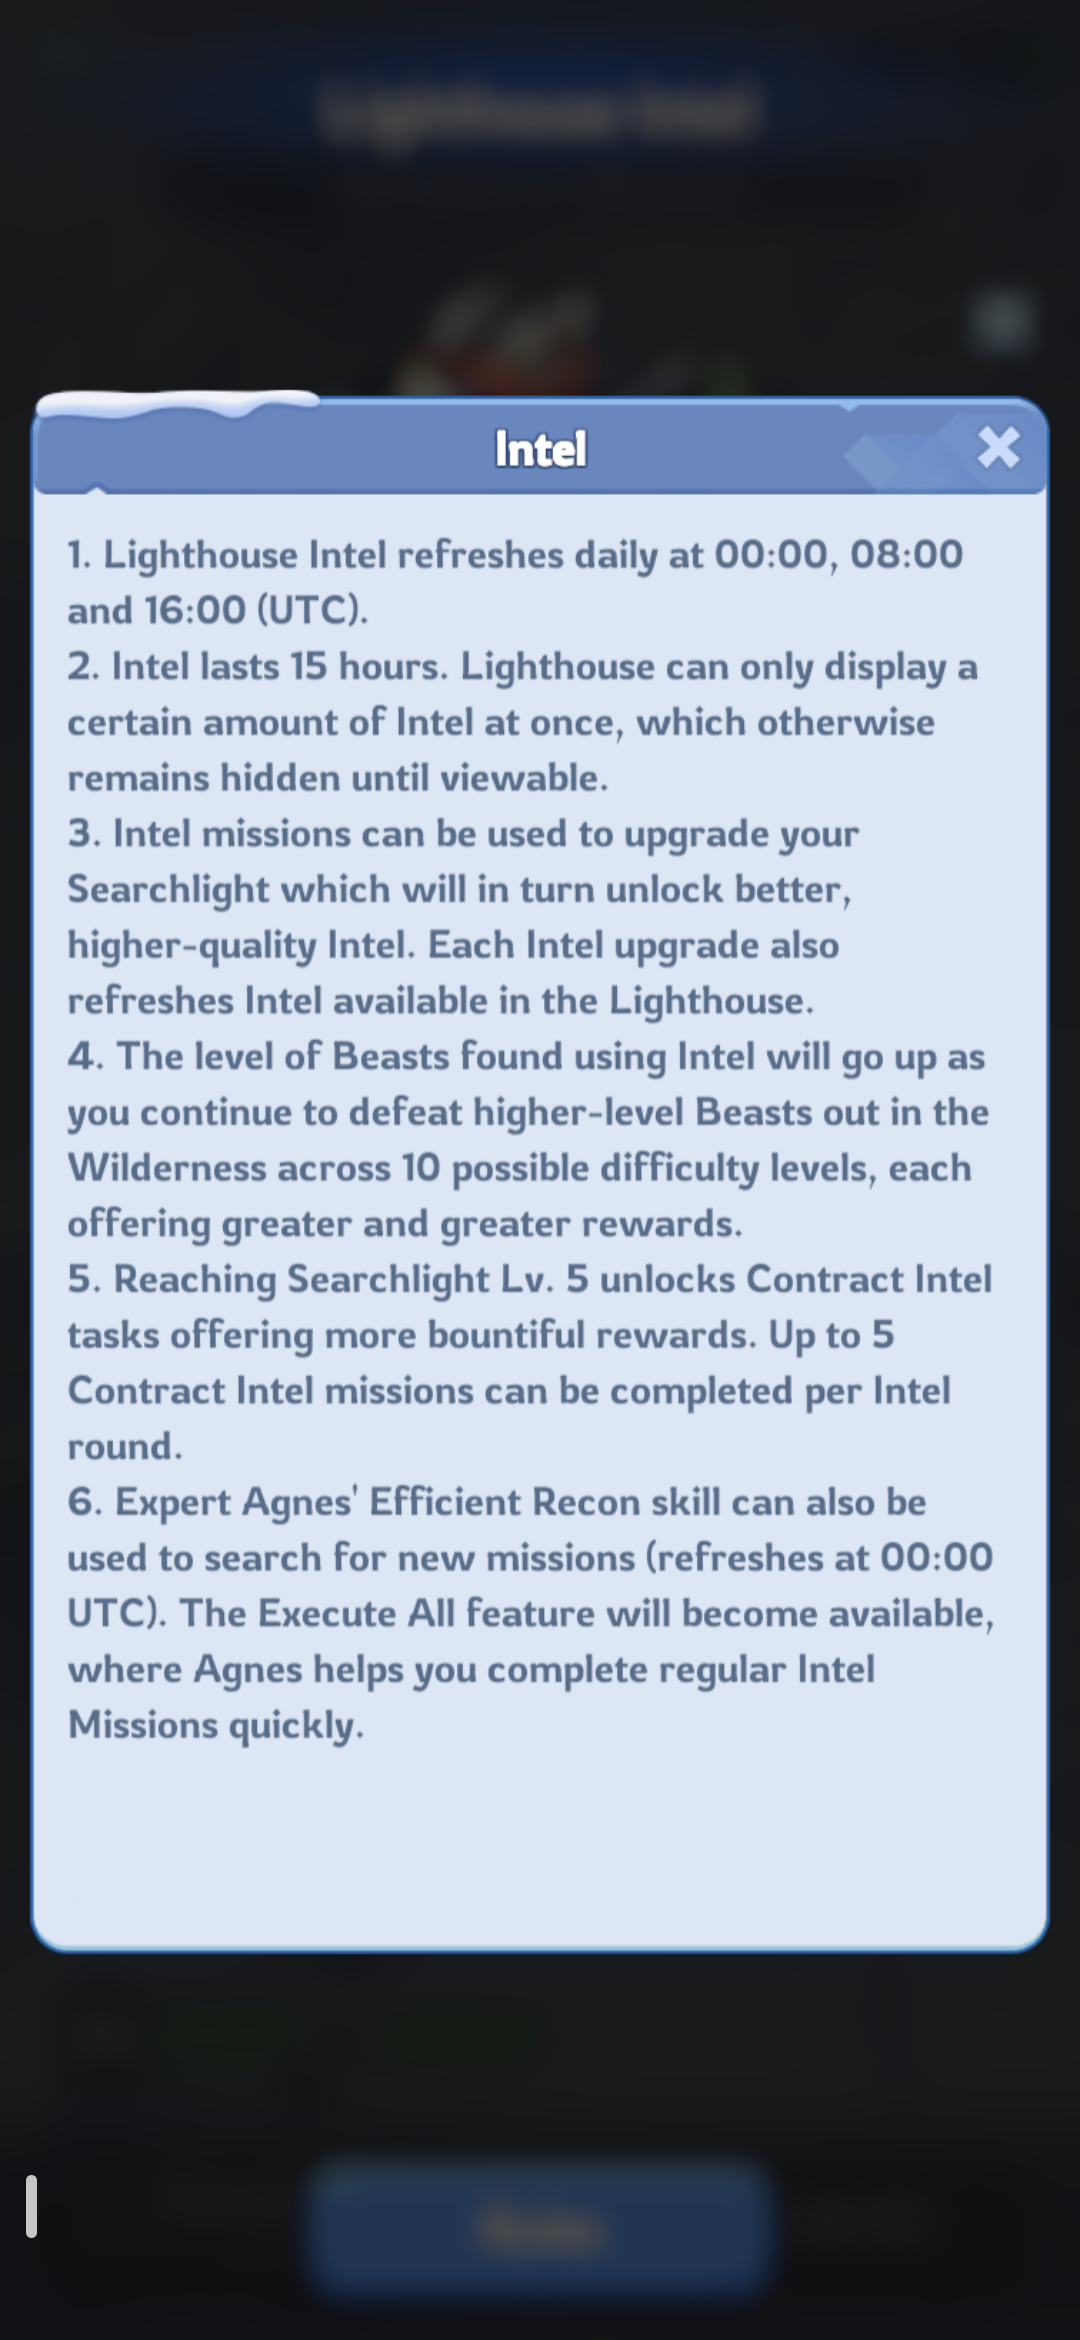 Intel
1. Lighthouse Intel refreshes daily at 00:00, 08:00
and 16:00 (UTC).
2. Intel lasts 15 hours. Lighthouse can only display a
certain amount of Intel at once, which otherwise
remains hidden until viewable.
3. Intel missions can be used to upgrade your
Searchlight which will in turn unlock better,
higher-quality Intel. Each Intel upgrade also
refreshes Intel available in the Lighthouse.
4. The level of Beasts found using Intel will go up as
you continue to defeat higher-level Beasts out in the
Wilderness across 10 possible difficulty levels, each
offering greater and greater rewards.
5. Reaching Searchlight Lv. 5 unlocks Contract Intel
tasks offering more bountiful rewards. Up to 5
Contract Intel missions can be completed per Intel
round.
6. Expert Agnes' Efficient Recon skill can also be
used to search for new missions (refreshes at 00:00
UTC). The Execute All feature will become available,
where Agnes helps you complete regular Intel
Missions quickly.